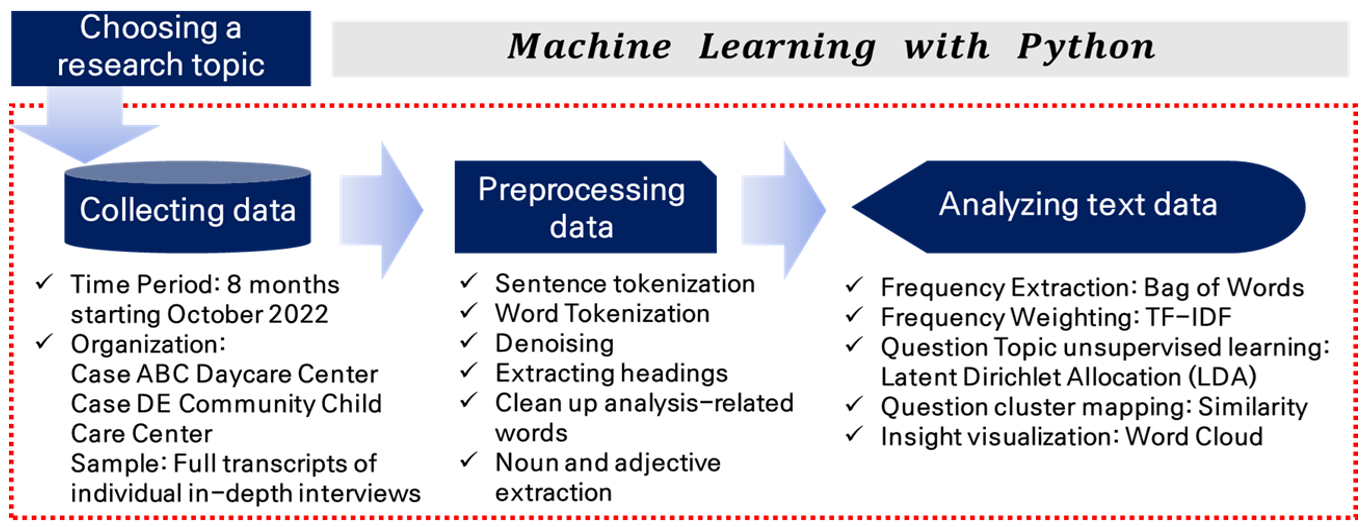 Choosing a
research topic
Machine Learning with Python
Collecting data
✓ Time Period: 8 months
starting October 2022
✓ Organization:
Case ABC Daycare Center
Case DE Community Child
Care Center
Sample: Full transcripts of
individual in-depth interviews
Preprocessing
data
✓ Sentence tokenization
✓ Word Tokenization
✓ Denoising
✓ Extracting headings
✓ Clean up analysis-related
words
✓ Noun and adjective
extraction
Analyzing text data
✓ Frequency Extraction: Bag of Words
✓ Frequency Weighting: TF-IDF
✓ Question Topic unsupervised learning:
Latent Dirichlet Allocation (LDA)
✓ Question cluster mapping: Similarity
✓ Insight visualization: Word Cloud